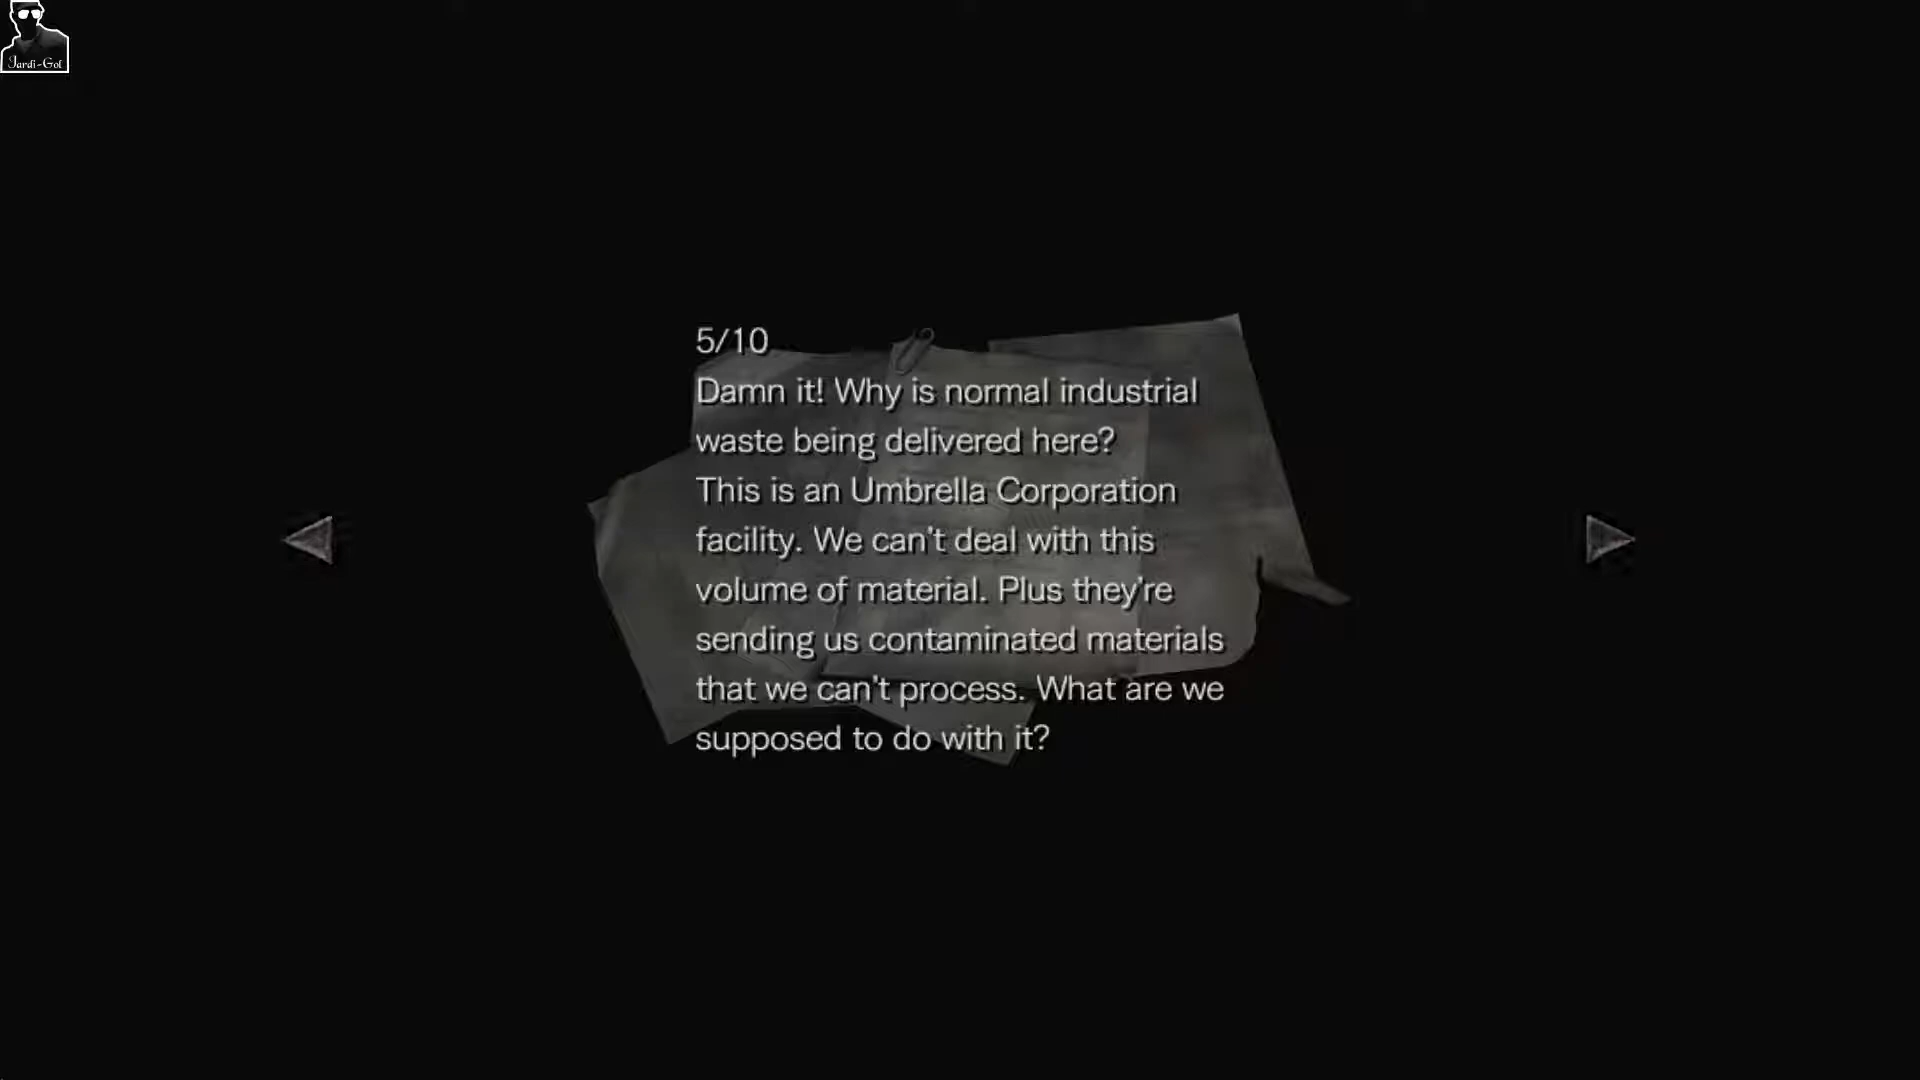 Jardi-Gol
5/10
Damn it! Why is normal industrial
waste being delivered here?
This is an Umbrella Corporation
facility. We can't deal with this
volume of material. Plus they're
sending us contaminated materials
that we can't process. What are we
supposed to do with it?